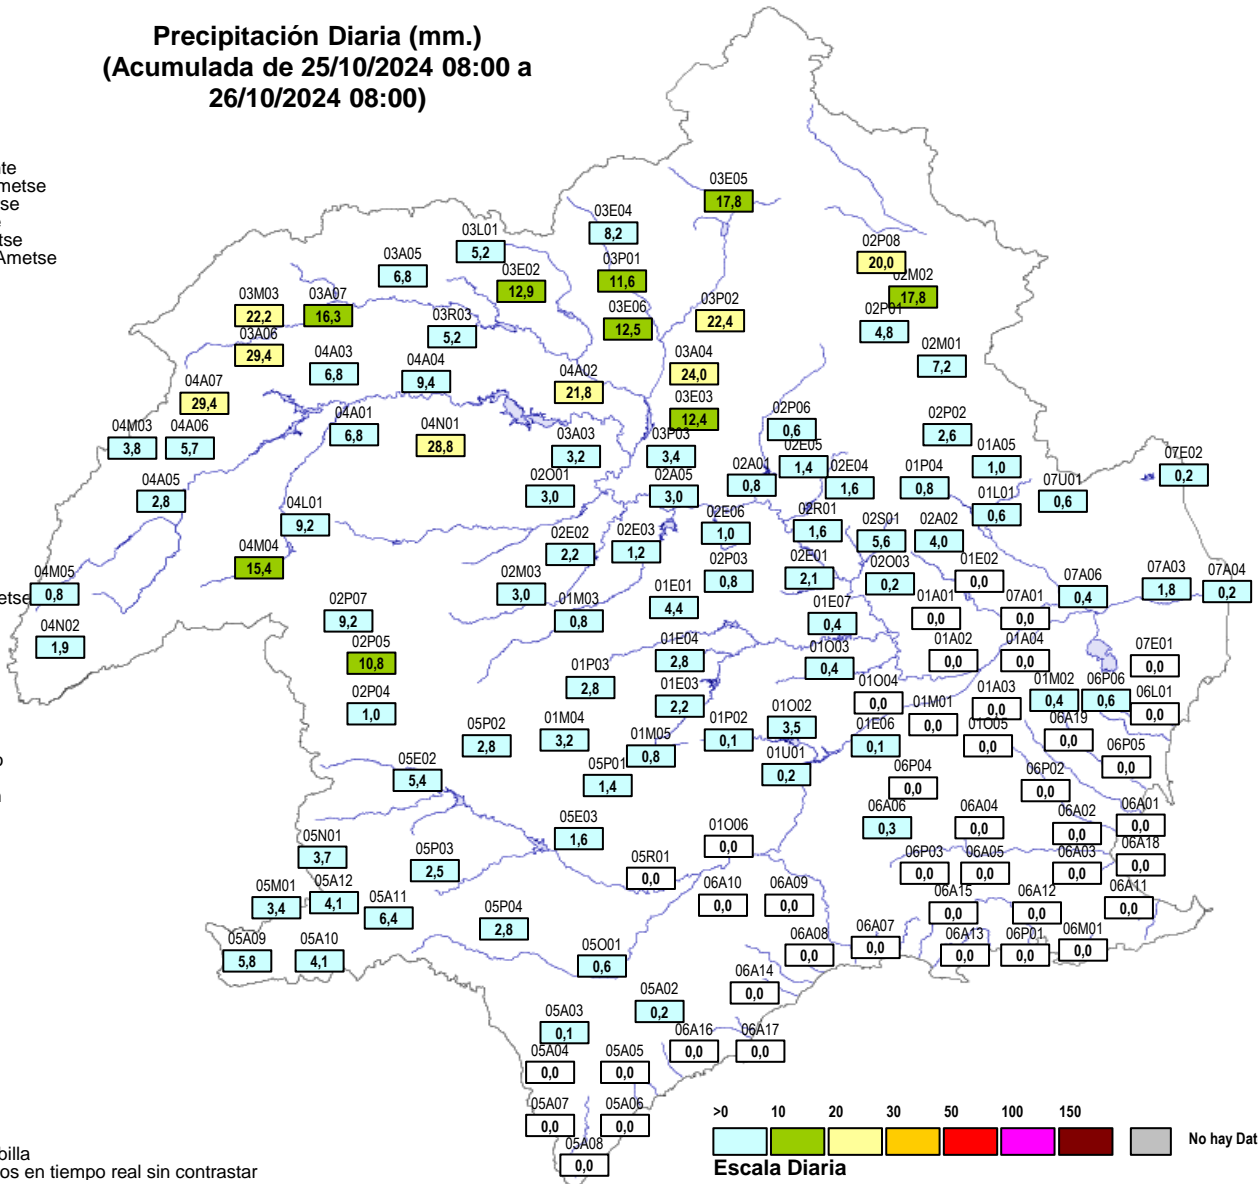 Precipitación Diaria (mm.)
(Acumulada de 25/10/2024 08:00 a
26/10/2024 08:00)
nte
metse
se
e
tse
Ametse
03E05
17,8
03E04
8,2
03L01
5,2
02P08
20,0
03A05
6,8
03P01
11,6
03E02
12,9
02M02
17,8
03M03
22,2
03A07
16,3
03P02
22,4
03E06
12,5
02P01
4,8
03R03
5,2
03A06
29,4
02M01
7,2
04A03
6,8
04A04
9,4
03A04
24,0
04A02
21,8
04A07
29,4
03E03
12,4
04A01
6,8
02P06
0,6
02P02
2,6
04M03
3,8
04A06
5,7
04N01
28,8
03A03
3,2
03P03
3,4
02E05
1,4
01A05
1,0
07E02
0,2
04A05
2,8
02O01
3,0
02A05
3,0
02A01
0,8
02E04
1,6
01P04
0,8
07U01
0,6
01L01
0,6
04L01
9,2
02E06
1,0
02R01
1,6
02S01
5,6
02A02
4,0
02E02
2,2
02E03
1,2
04M04
15,4
02P03
0,8
02E01
2,1
02O03
0,2
01E02
0,0
04M05
0,8
etse
02M03
3,0
07A06
0,4
07A03
1,8
07A04
0,2
01M03
0,8
01E01
4,4
01E07
0,4
01A01
0,0
07A01
0,0
02P07
9,2
04N02
1,9
02P05
10,8
01E04
2,8
01O03
0,4
01A02
0,0
01A04
0,0
07E01
0,0
01P03
2,8
01E03
2,2
01O04
0,0
01A03
0,0
01M02
0,4
06P06
0,6
06L01
0,0
02P04
1,0
01M01
0,0
05P02
2,8
01M04
3,2
01M05
0,8
01P02
0,1
01O02
3,5
01E06
0,1
01O05
0,0
06A19
0,0
o
n
05E02
5,4
05P01
1,4
01U01
0,2
06P04
0,0
06P02
0,0
06P05
0,0
05E03
1,6
06A06
0,3
06A04
0,0
06A02
0,0
06A01
0,0
05N01
3,7
05P03
2,5
01O06
0,0
05R01
0,0
06P03
0,0
06A05
0,0
06A03
0,0
06A18
0,0
05M01
3,4
05A12
4,1
05A11
6,4
06A10
0,0
06A09
0,0
06A15
0,0
06A12
0,0
06A11
0,0
05P04
2,8
05A09
5,8
05A10
4,1
05O01
0,6
06A08
0,0
06A07
0,0
06A13
0,0
06P01
0,0
06M01
0,0
06A14
0,0
05A02
0,2
05A03
0,1
06A16
0,0
06A17
0,0
05A04
0,0
05A05
0,0
05A07
0,0
05A06
0,0
05A08
0,0
>0 10 20 30 50 100 150
No hay Dat
Escala Diaria
billa
os en tiempo real sin contrastar